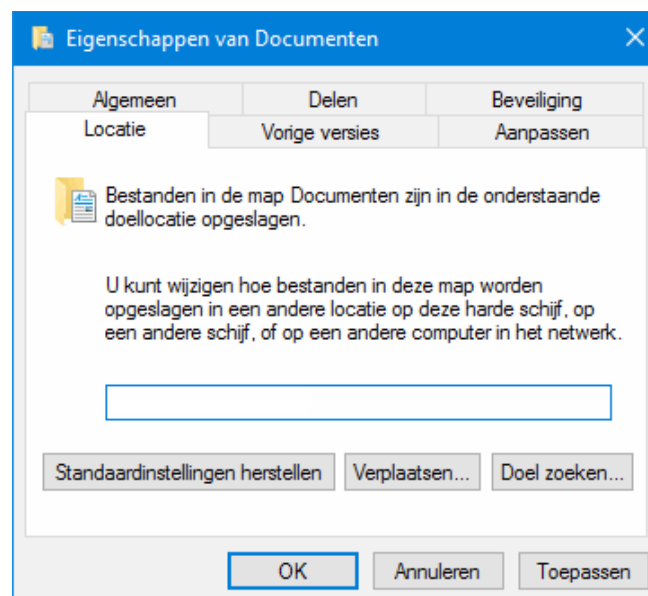 Eigenschappen van Documenten
Algemeen
Delen
Beveiliging
Locatie
Vorige versies
Aanpassen
Bestanden in de map Documenten zijn in de onderstaande
doellocatie opgeslagen.
U kunt wijzigen hoe bestanden in deze map worden
opgeslagen in een andere locatie op deze harde schijf, op
een andere schijf, of op een andere computer in het netwerk.
Standaardinstellingen herstellen
Verplaatsen...
Doel zoeken...
OK
Annuleren
Toepassen